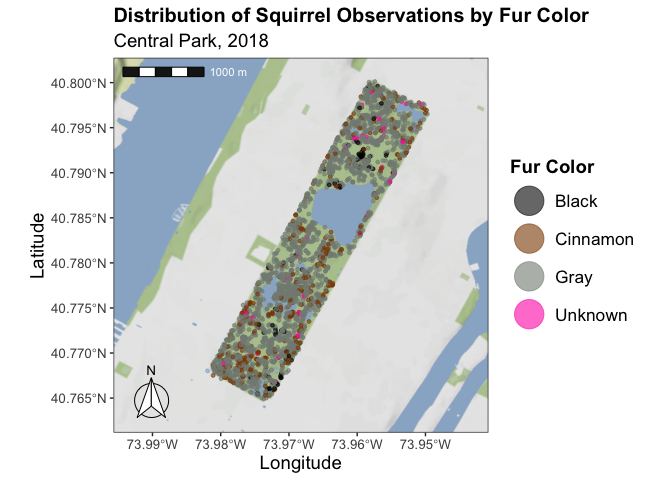 Distribution of Squirrel Observations by Fur Color
Central Park, 2018
1000 m
40.800°N
40.795°N
40.790°N
40.785°N
40.780°N
40.775°N
40.770°N
40.765°N
Latitude
N
73.99°W 73.98°W 73.97°W 73.96°W 73.95°W
Longitude
Fur Color
Black
Cinnamon
Gray
Unknown